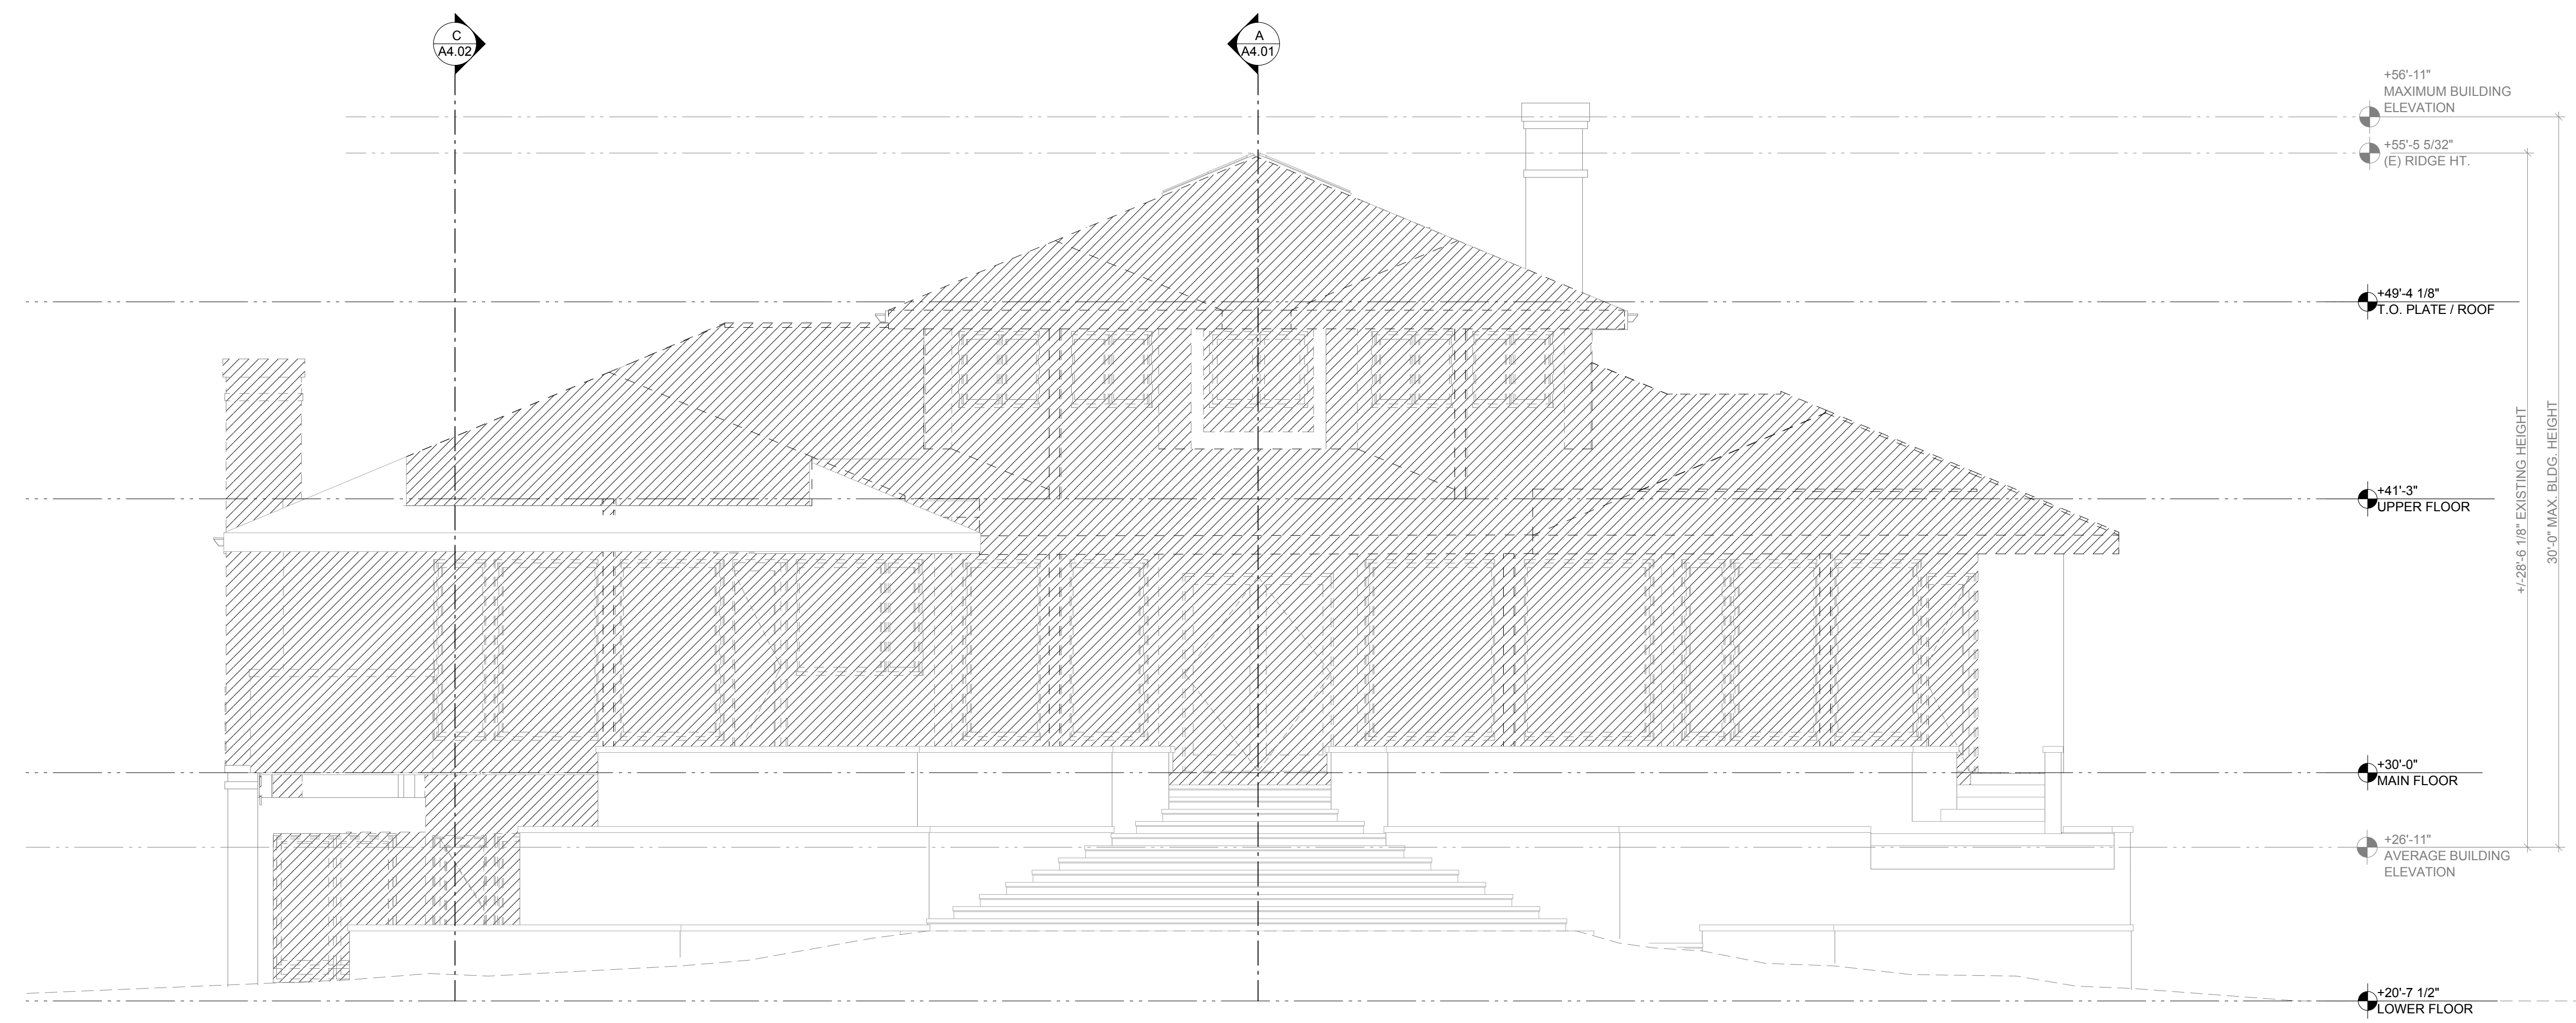 C
A4.02
A
A4.01
+56'-11"
MAXIMUM BUILDING
ELEVATION
+55'-5 5/32"
(E) RIDGE HT.
+49'-4 1/8"
T.O. PLATE / ROOF
+41'-3"
UPPER FLOOR
+/-28'-6 1/8" EXISTING HEIGHT
30'-0" MAX. BLDG. HEIGHT
+30'-0"
MAIN FLOOR
+26'-11"
AVERAGE BUILDING
ELEVATION
+20'-7 1/2"
LOWER FLOOR